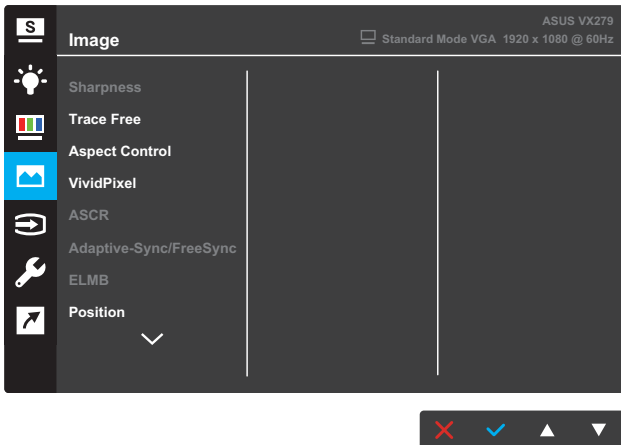 S
ASUS VX279
Image
Standard Mode VGA 1920 x 1080 @ 60Hz
Sharpness
Trace Free
Aspect Control
VividPixel
ASCR
Adaptive-Sync/FreeSync
ELMB
Position